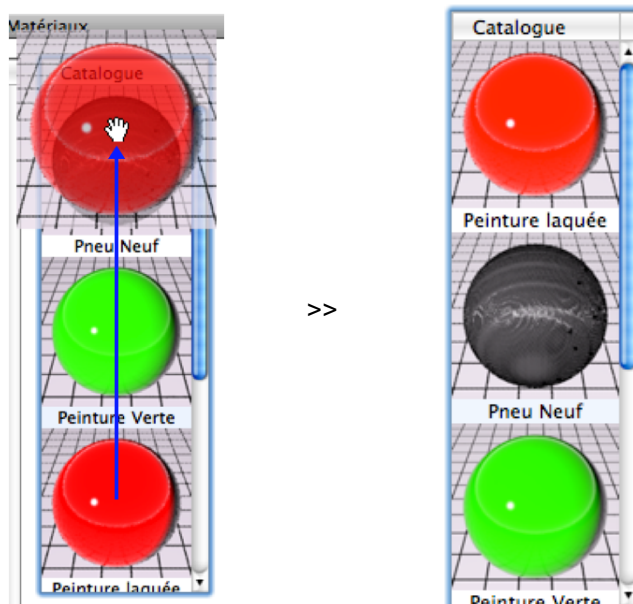 Matériaux
Catalogue
Pneu Neuf
Peinture Verte
Peinture laquée
>>
Catalogue
Peinture laquée
Pneu Neuf
Peinture Verte